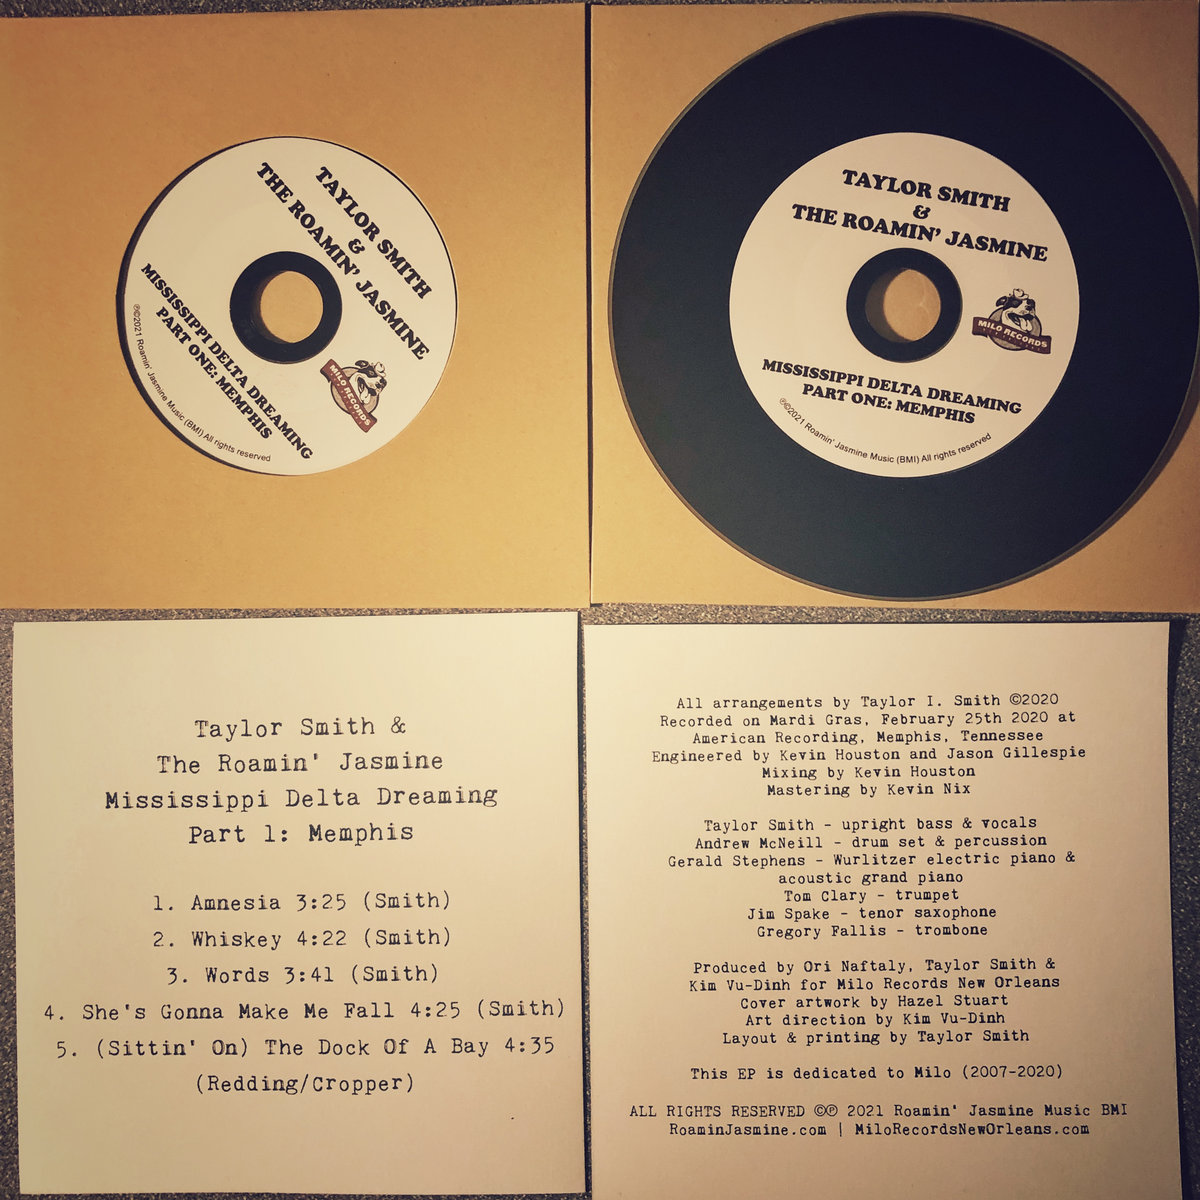 TAYLOR SMITH
&
THE ROAMIN' JASMINE
MILO RECORDS
MISSISSIPPI DELTA DREAMING
PART ONE: MEMPHIS
℗©2021 Roamin' Jasmine Music (BMI) All rights reserved
TAYLOR SMITH
&
THE ROAMIN' JASMINE
MILO RECORDS
MISSISSIPPI DELTA DREAMING
PART ONE: MEMPHIS
℗©2021 Roamin' Jasmine Music (BMI) All rights reserved
Taylor Smith &
The Roamin' Jasmine
Mississippi Delta Dreaming
Part 1: Memphis
1. Amnesia 3:25 (Smith)
2. Whiskey 4:22 (Smith)
3. Words 3:41 (Smith)
4. She's Gonna Make Me Fall 4:25 (Smith)
5. (Sittin' On) The Dock Of A Bay 4:35
(Redding/Cropper)
All arrangements by Taylor I. Smith ©2020
Recorded on Mardi Gras, February 25th 2020 at
American Recording, Memphis, Tennessee
Engineered by Kevin Houston and Jason Gillespie
Mixing by Kevin Houston
Mastering by Kevin Nix
Taylor Smith - upright bass & vocals
Andrew McNeill - drum set & percussion
Gerald Stephens - Wurlitzer electric piano &
acoustic grand piano
Tom Clary - trumpet
Jim Spake - tenor saxophone
Gregory Fallis - trombone
Produced by Ori Naftaly, Taylor Smith &
Kim Vu-Dinh for Milo Records New Orleans
Cover artwork by Hazel Stuart
Art direction by Kim Vu-Dinh
Layout & printing by Taylor Smith
This EP is dedicated to Milo (2007-2020)
ALL RIGHTS RESERVED ©℗ 2021 Roamin' Jasmine Music BMI
RoaminJasmine.com | MiloRecordsNewOrleans.com